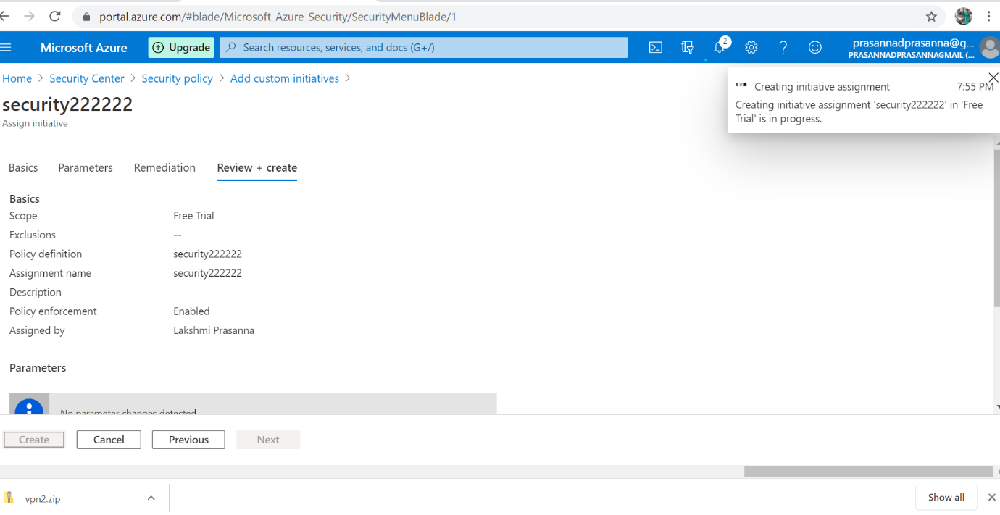 portal.azure.com/#blade/Microsoft_Azure_Security/SecurityMenuBlade/1
Microsoft Azure
Upgrade
Search resources, services, and docs (G+/)
2
prasannadprasanna@g...
PRASANNADPRASANNAGMAIL (...
Home > Security Center > Security policy > Add custom initiatives >
Creating initiative assignment 7:55 PM
Creating initiative assignment 'security222222' in 'Free
Trial' is in progress.
security222222
Assign initiative
Basics Parameters Remediation Review + create
Basics
Scope Free Trial
Exclusions --
Policy definition security222222
Assignment name security222222
Description --
Policy enforcement Enabled
Assigned by Lakshmi Prasanna
Parameters
No parameter changes detected
Create Cancel Previous Next
vpn2.zip
Show all